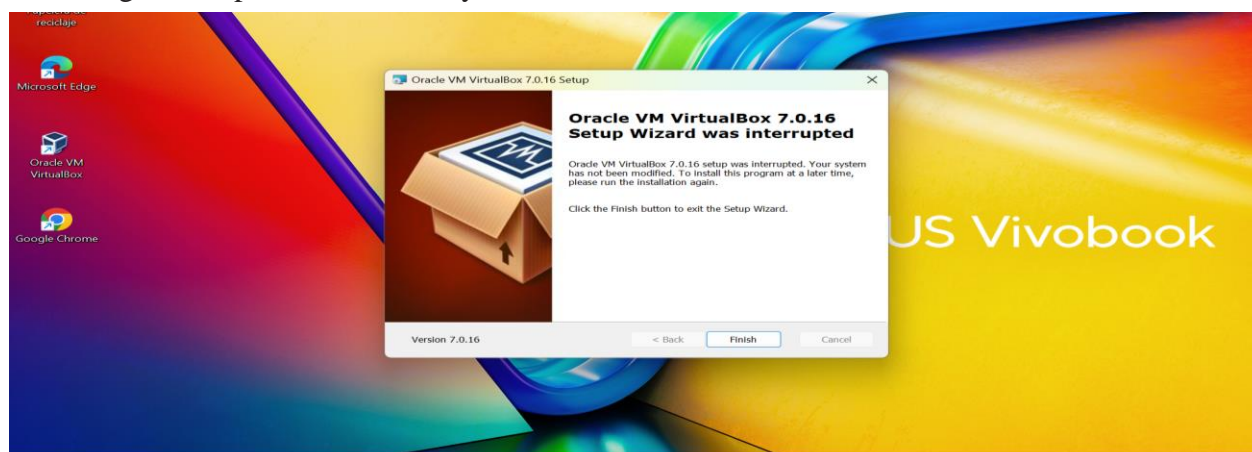 reciclaje
Microsoft Edge
Oracle VM
VirtualBox
Google Chrome
Oracle VM VirtualBox 7.0.16 Setup
Oracle VM VirtualBox 7.0.16
Setup Wizard was interrupted
Oracle VM VirtualBox 7.0.16 setup was interrupted. Your system
has not been modified. To install this program at a later time,
please run the installation again.
Click the Finish button to exit the Setup Wizard.
Version 7.0.16
< Back
Finish
Cancel
US Vivobook